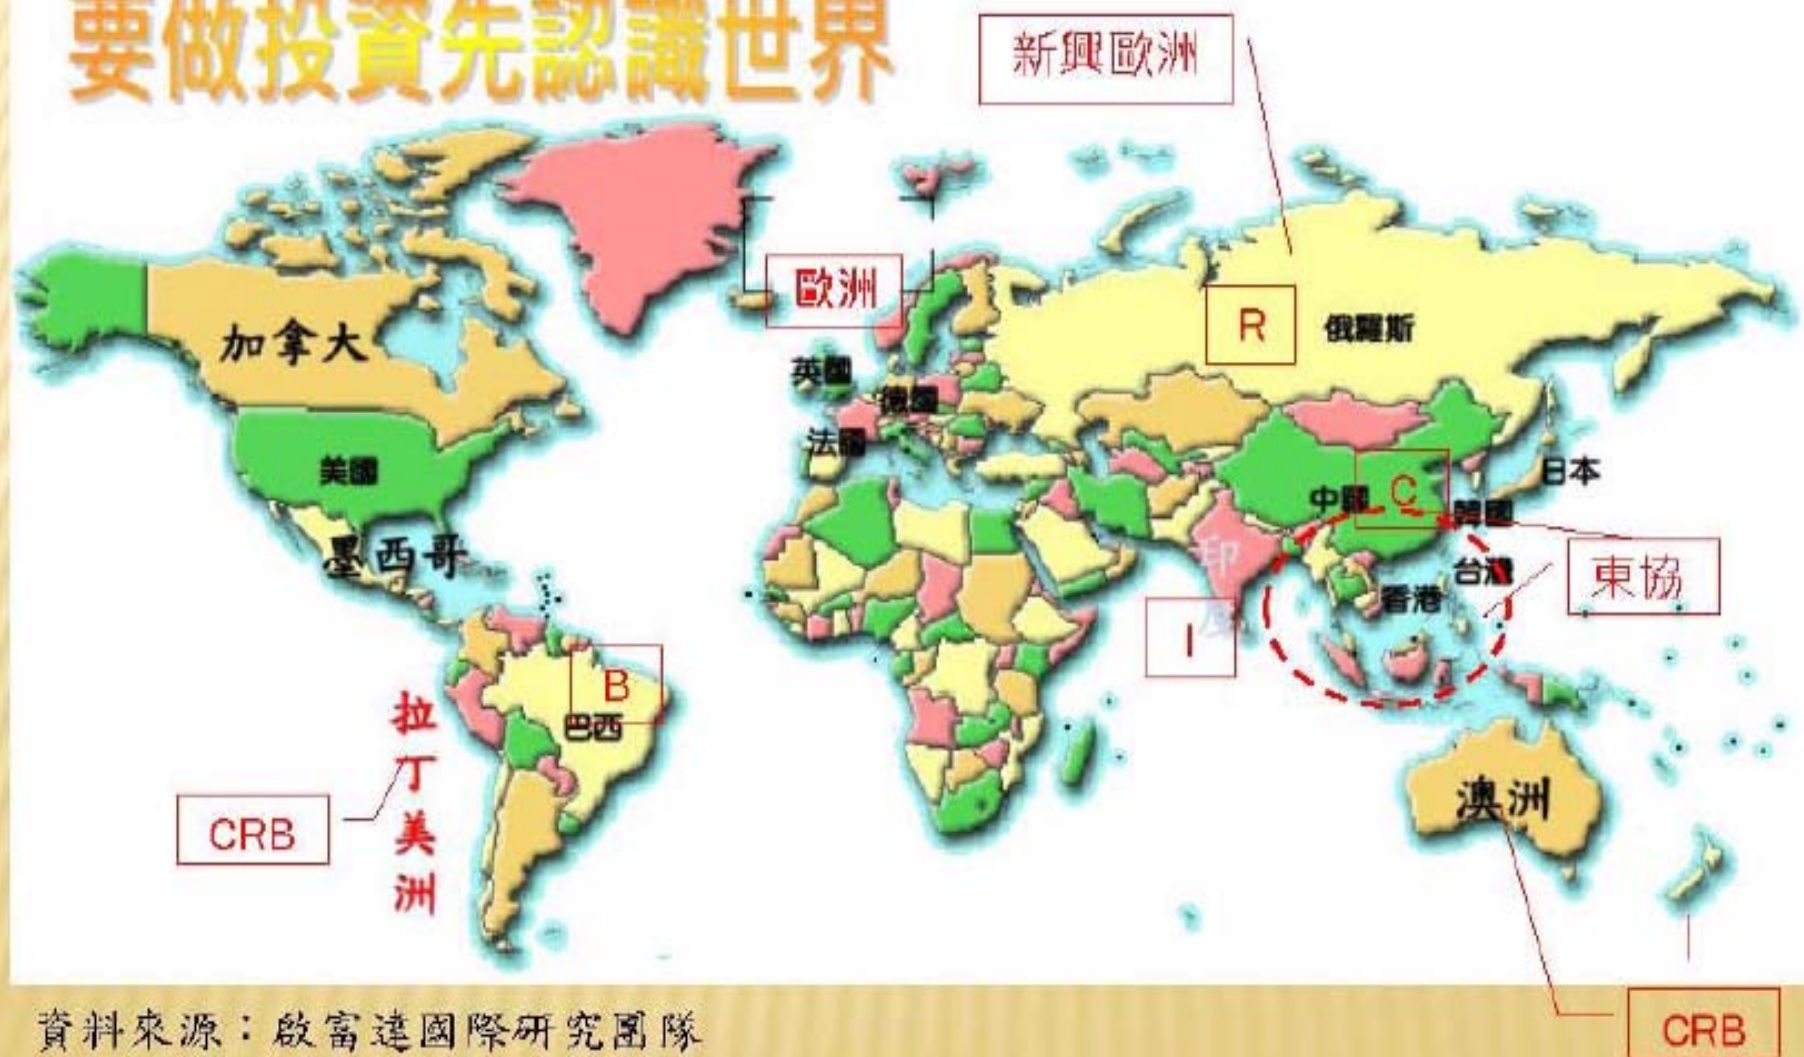 要做投資先認識世界
新興歐洲
歐洲
R
俄羅斯
加拿大
英國
德國
法國
美國
中國
C
日本
韓國
墨西哥
印度
I
台灣
香港
東協
B
巴西
拉丁美洲
CRB
澳洲
CRB
資料來源：啟富達國際研究團隊